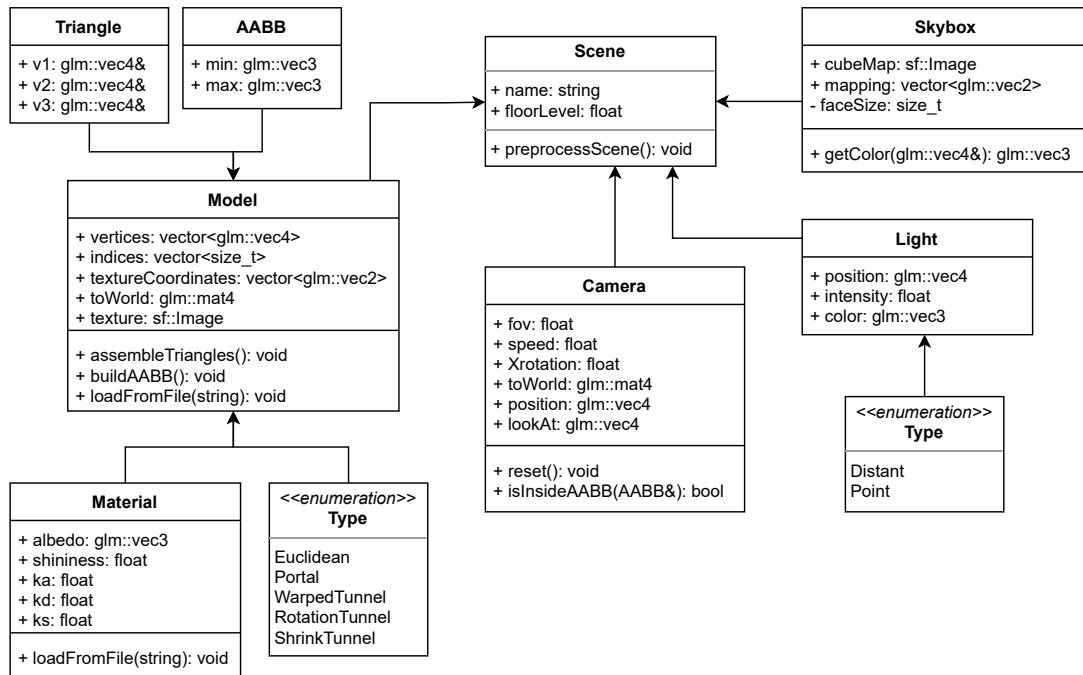 Triangle
+ v1: glm::vec4&
+ v2: glm::vec4&
+ v3: glm::vec4&
AABB
+ min: glm::vec3
+ max: glm::vec3
Scene
+ name: string
+ floorLevel: float
+ preprocessScene(): void
Skybox
+ cubeMap: sf::Image
+ mapping: vector<glm::vec2>
- faceSize: size_t
+ getColor(glm::vec4&): glm::vec3
Model
+ vertices: vector<glm::vec4>
+ indices: vector<size_t>
+ textureCoordinates: vector<glm::vec2>
+ toWorld: glm::mat4
+ texture: sf::Image
+ assembleTriangles(): void
+ buildAABB(): void
+ loadFromFile(string): void
Camera
+ fov: float
+ speed: float
+ Xrotation: float
+ toWorld: glm::mat4
+ position: glm::vec4
+ lookAt: glm::vec4
+ reset(): void
+ isInsideAABB(AABB&): bool
Light
+ position: glm::vec4
+ intensity: float
+ color: glm::vec3
<<enumeration>>
Type
Distant
Point
Material
+ albedo: glm::vec3
+ shininess: float
+ ka: float
+ kd: float
+ ks: float
+ loadFromFile(string): void
<<enumeration>>
Type
Euclidean
Portal
WarpedTunnel
RotationTunnel
ShrinkTunnel